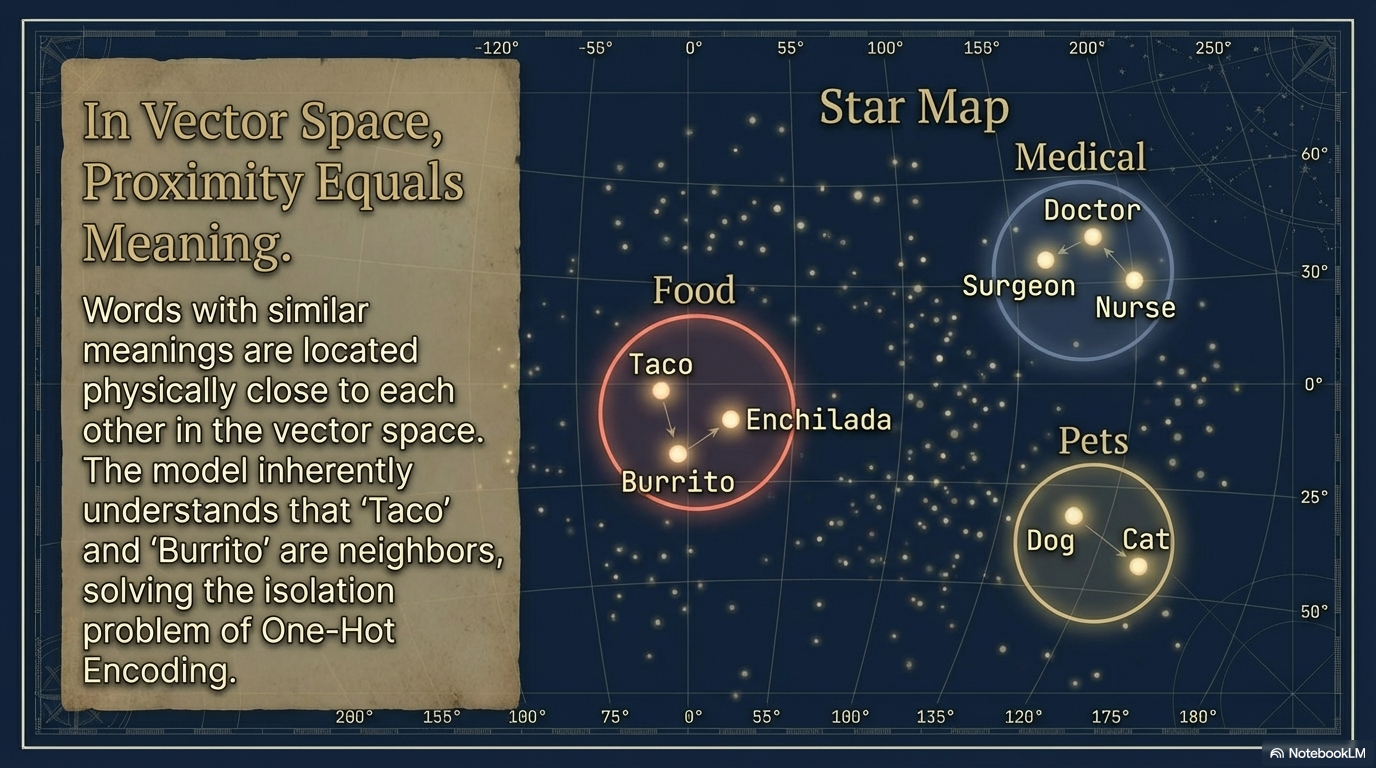 -120° -55° 0° 55° 100° 155° 200° 250°
In Vector Space,
Proximity Equals
Meaning.
Words with similar
meanings are located
physically close to each
other in the vector space.
The model inherently
understands that ‘Taco’
and ‘Burrito’ are neighbors,
solving the isolation
problem of One-Hot
Encoding.
Star Map
Medical
Doctor
Surgeon
Nurse
Food
Taco
Enchilada
Burrito
Pets
Dog
Cat
60°
30°
0°
25°
50°
200° 155° 100° 75° 0° 55° 100° 135° 120° 175° 180°
NotebookLM